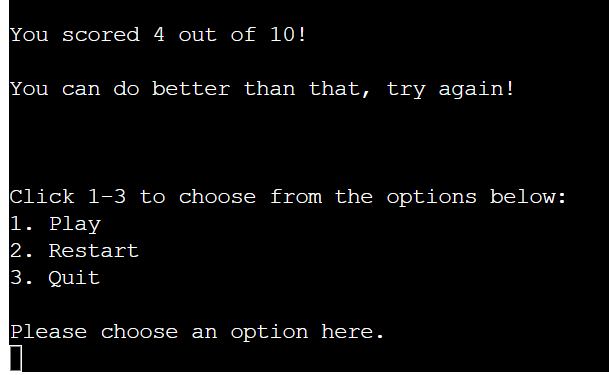 You scored 4 out of 10!
You can do better than that, try again!
Click 1-3 to choose from the options below:
1. Play
2. Restart
3. Quit
Please choose an option here.